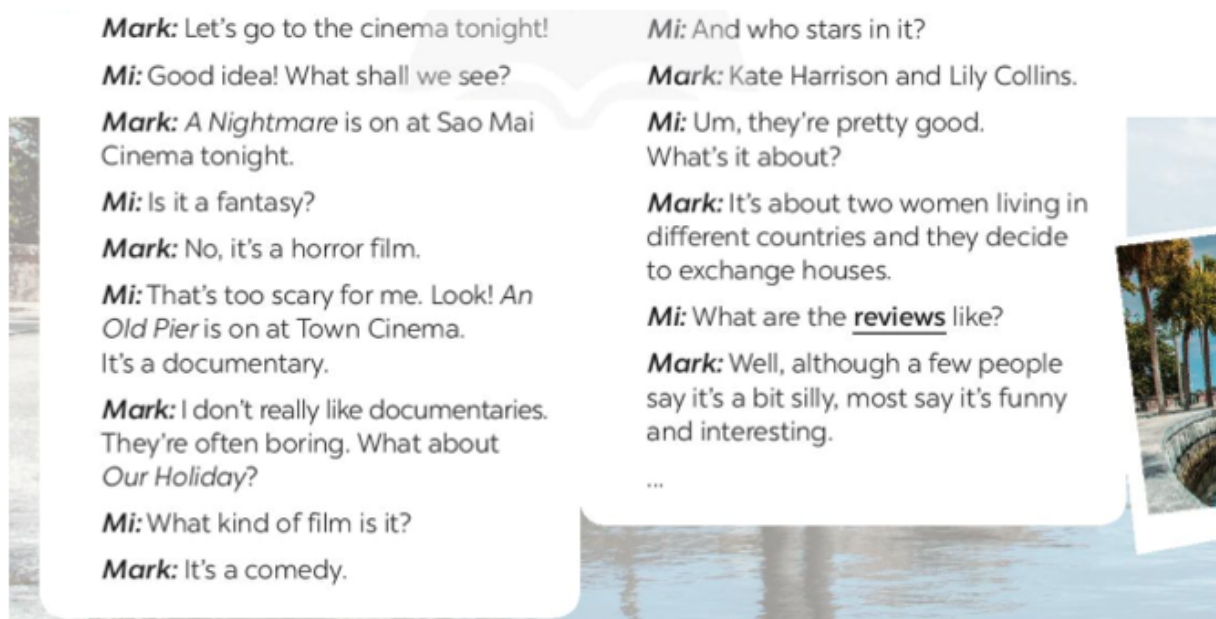 Mark: Let's go to the cinema tonight!
Mi: Good idea! What shall we see?
Mark: A Nightmare is on at Sao Mai
Cinema tonight.
Mi: Is it a fantasy?
Mark: No, it's a horror film.
Mi: That's too scary for me. Look! An
Old Pier is on at Town Cinema.
It's a documentary.
Mark: I don't really like documentaries.
They're often boring. What about
Our Holiday?
Mi: What kind of film is it?
Mark: It's a comedy.
Mi: And who stars in it?
Mark: Kate Harrison and Lily Collins.
Mi: Um, they're pretty good.
What's it about?
Mark: It's about two women living in
different countries and they decide
to exchange houses.
Mi: What are the reviews like?
Mark: Well, although a few people
say it's a bit silly, most say it's funny
and interesting.
...